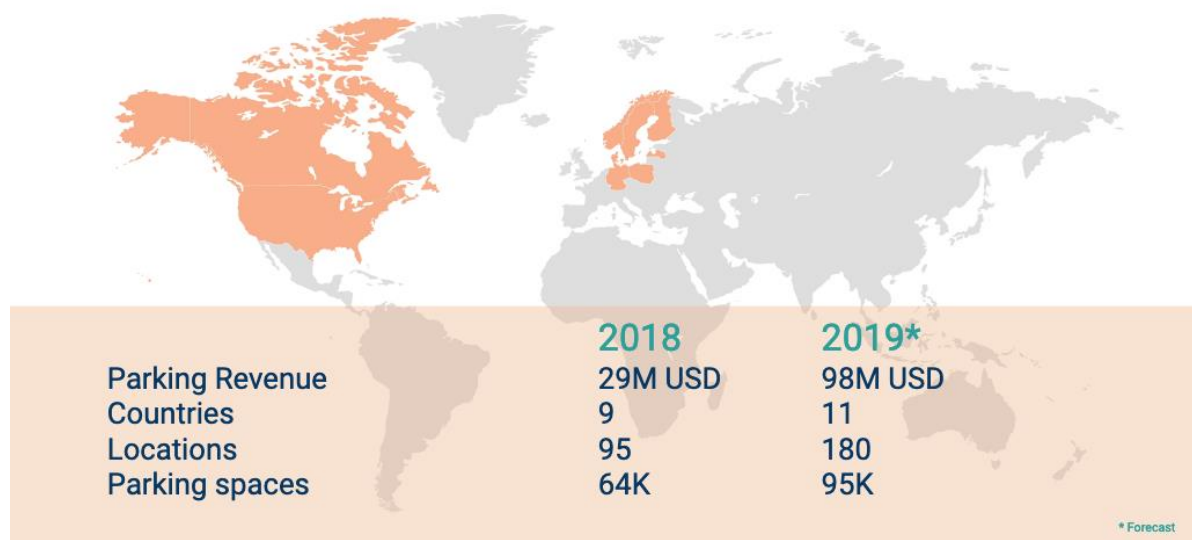 2018 2019*
Parking Revenue 29M USD 98M USD
Countries 9 11
Locations 95 180
Parking spaces 64K 95K
* Forecast